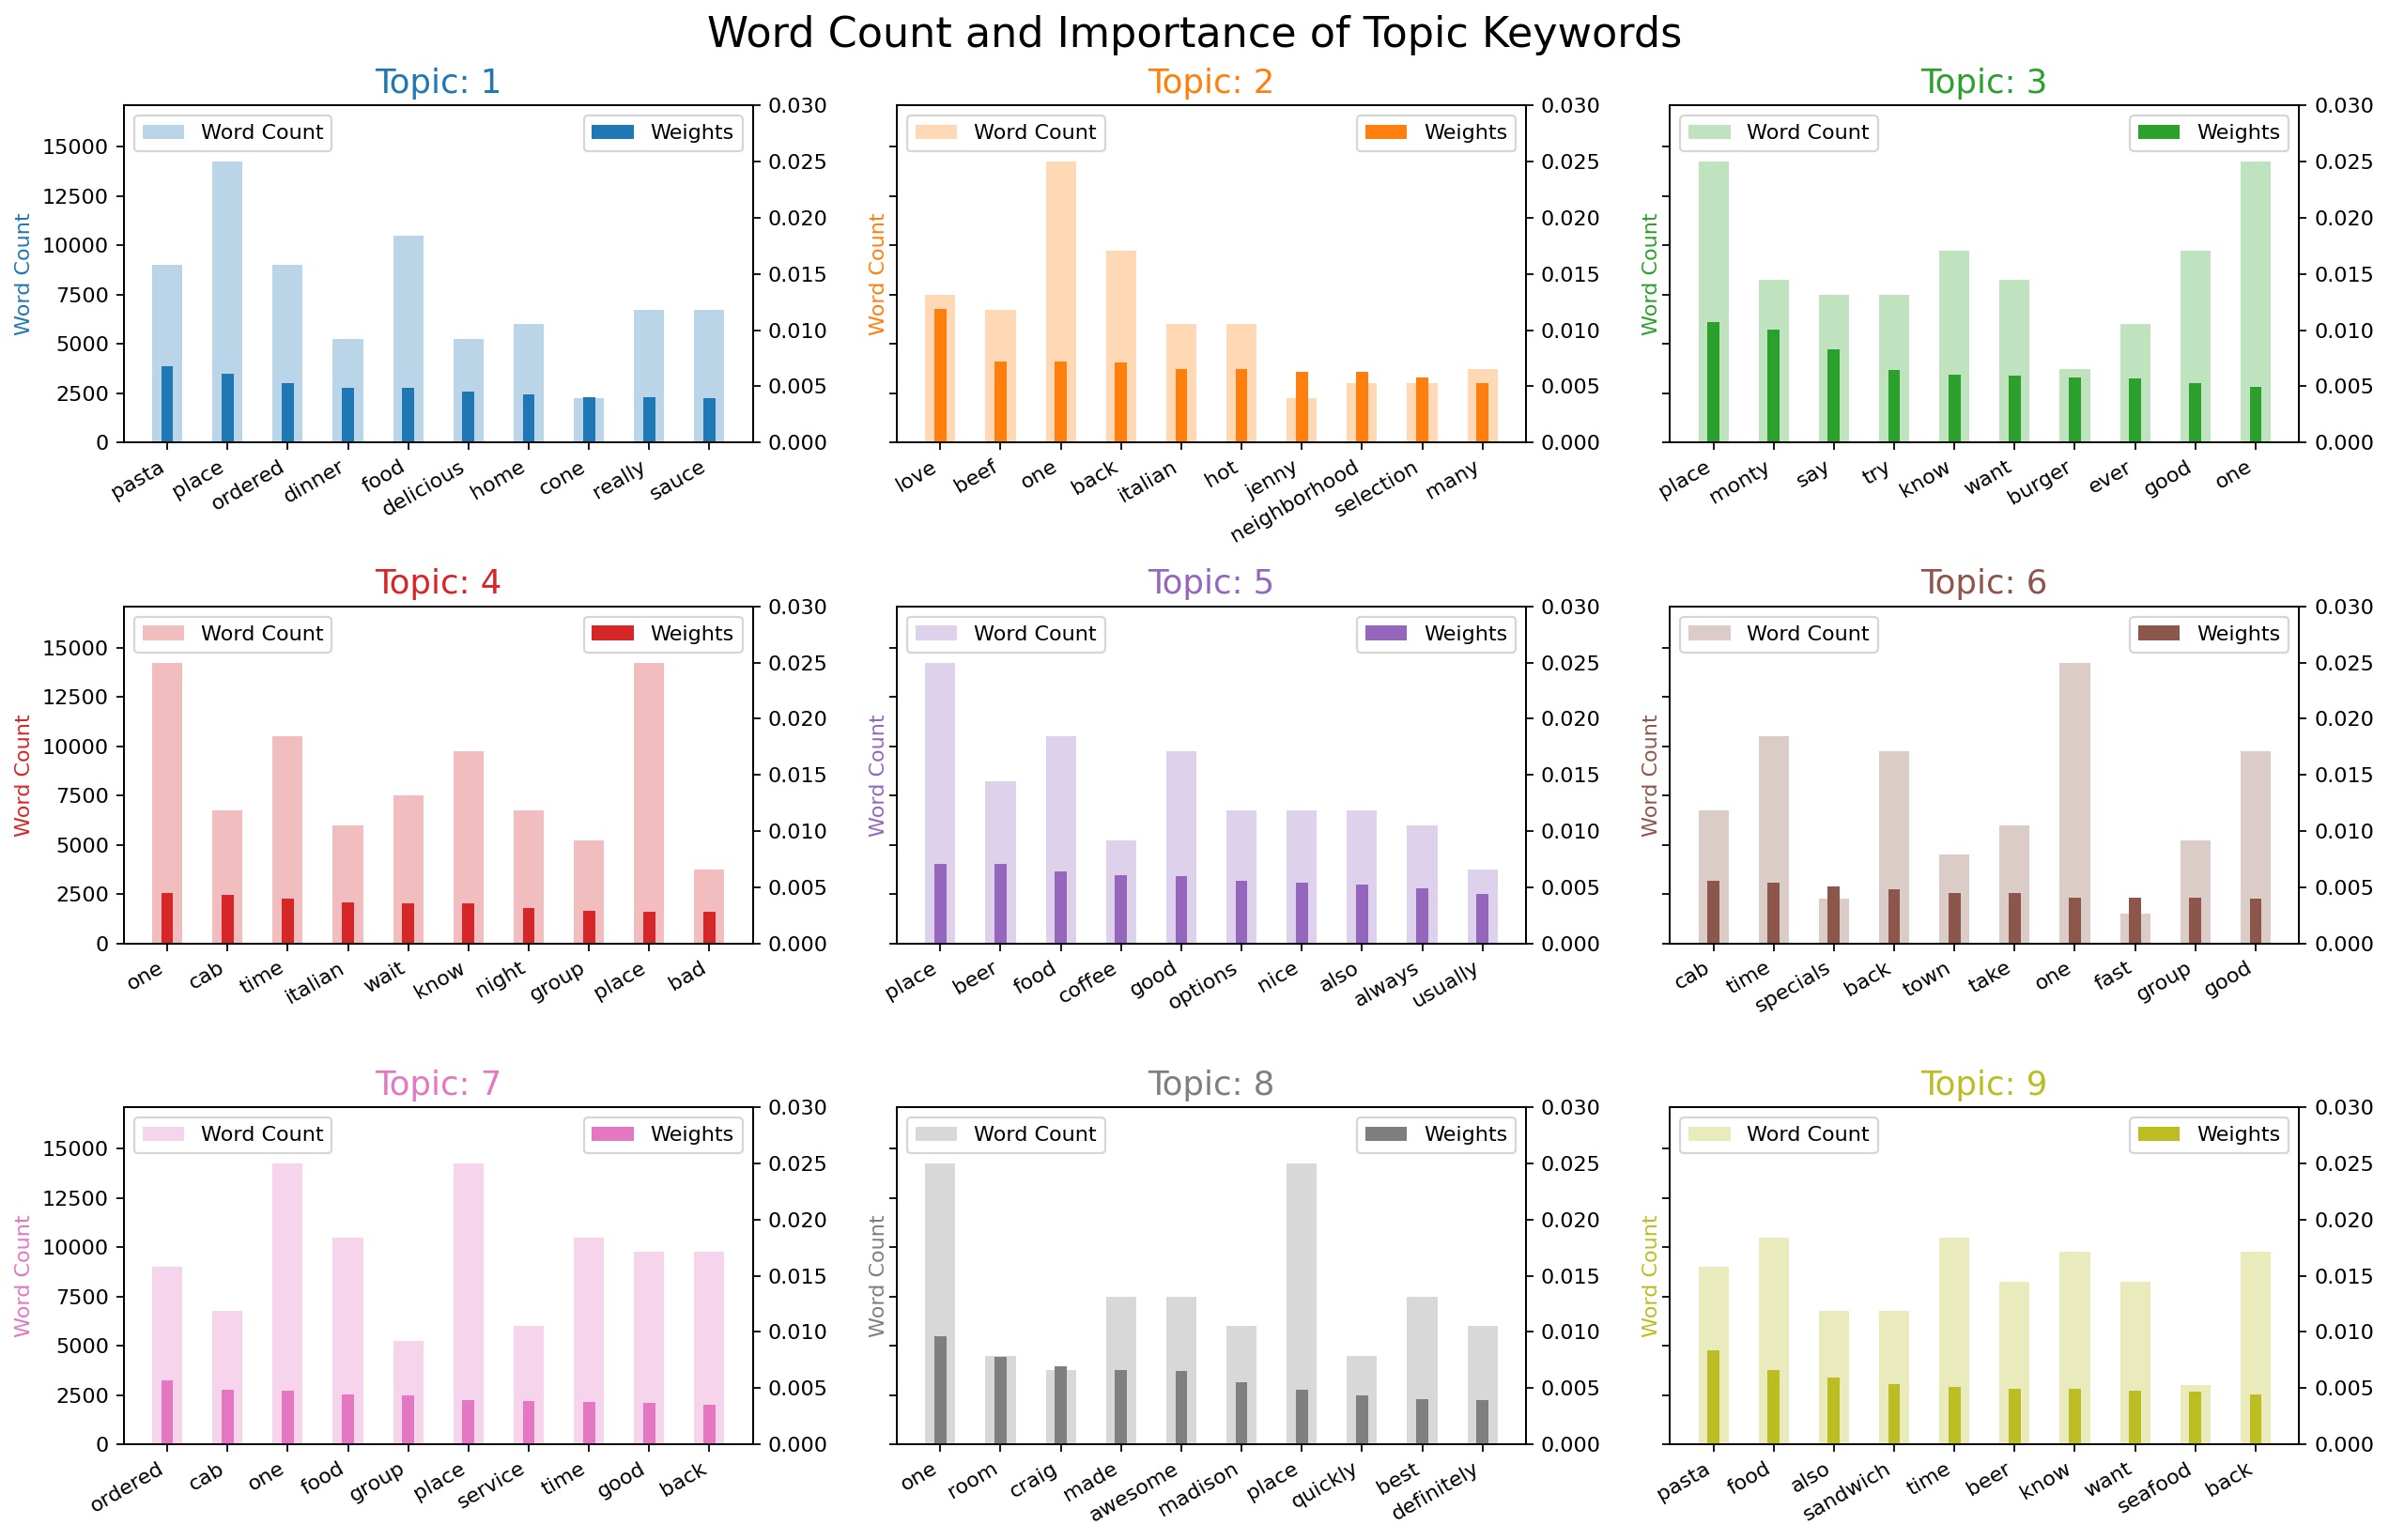 Word Count and Importance of Topic Keywords
Topic: 1
Word Count
Weights
Word Count
15000
12500
10000
7500
5000
2500
0
0.030
0.025
0.020
0.015
0.010
0.005
0.000
pasta place ordered dinner food delicious home cone really sauce
Topic: 2
Word Count
Weights
Word Count
0.030
0.025
0.020
0.015
0.010
0.005
0.000
love beef one back italian hot jenny neighborhood selection many
Topic: 3
Word Count
Weights
Word Count
0.030
0.025
0.020
0.015
0.010
0.005
0.000
place monty say try know want burger ever good one
Topic: 4
Word Count
Weights
Word Count
15000
12500
10000
7500
5000
2500
0
0.030
0.025
0.020
0.015
0.010
0.005
0.000
one cab time italian wait know night group place bad
Topic: 5
Word Count
Weights
Word Count
0.030
0.025
0.020
0.015
0.010
0.005
0.000
place beer food coffee good options nice also always usually
Topic: 6
Word Count
Weights
Word Count
0.030
0.025
0.020
0.015
0.010
0.005
0.000
cab time specials back town take one fast group good
Topic: 7
Word Count
Weights
Word Count
15000
12500
10000
7500
5000
2500
0
0.030
0.025
0.020
0.015
0.010
0.005
0.000
ordered cab one food group place service time good back
Topic: 8
Word Count
Weights
Word Count
0.030
0.025
0.020
0.015
0.010
0.005
0.000
one room craig made awesome madison place quickly best definitely
Topic: 9
Word Count
Weights
Word Count
0.030
0.025
0.020
0.015
0.010
0.005
0.000
pasta food also sandwich time beer know want seafood back